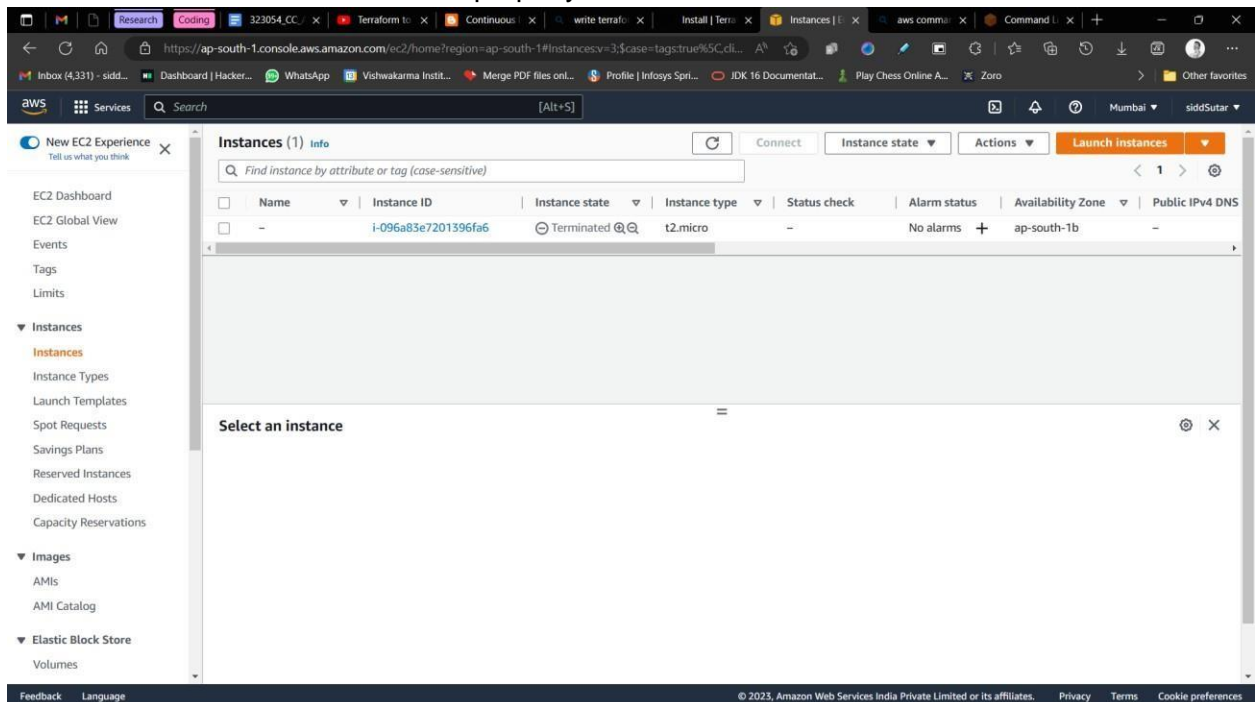 Research
Coding
323054_CC_/
Terraform to
Continuous
write terrafo
Install | Terra
Instances | E
aws comma
Command L
https://ap-south-1.console.aws.amazon.com/ec2/home?region=ap-south-1#Instances:v=3;$case=tags:true%5C,cli...
Inbox (4,331) - sidd...
Dashboard | Hacker...
WhatsApp
Vishwakarma Instit...
Merge PDF files onl...
Profile | Infosys Spri...
JDK 16 Documentat...
Play Chess Online A...
Zoro
Other favorites
aws
Services
Search
[Alt+S]
Mumbai
siddSutar
New EC2 Experience
Tell us what you think
EC2 Dashboard
EC2 Global View
Events
Tags
Limits
Instances
Instances
Instance Types
Launch Templates
Spot Requests
Savings Plans
Reserved Instances
Dedicated Hosts
Capacity Reservations
Images
AMIs
AMI Catalog
Elastic Block Store
Volumes
Instances (1) Info
Connect
Instance state
Actions
Launch instances
Find instance by attribute or tag (case-sensitive)
1
Name Instance ID Instance state Instance type Status check Alarm status Availability Zone Public IPv4 DNS
– i-096a83e7201396fa6 Terminated t2.micro – No alarms + ap-south-1b –
Select an instance
Feedback Language
© 2023, Amazon Web Services India Private Limited or its affiliates. Privacy Terms Cookie preferences